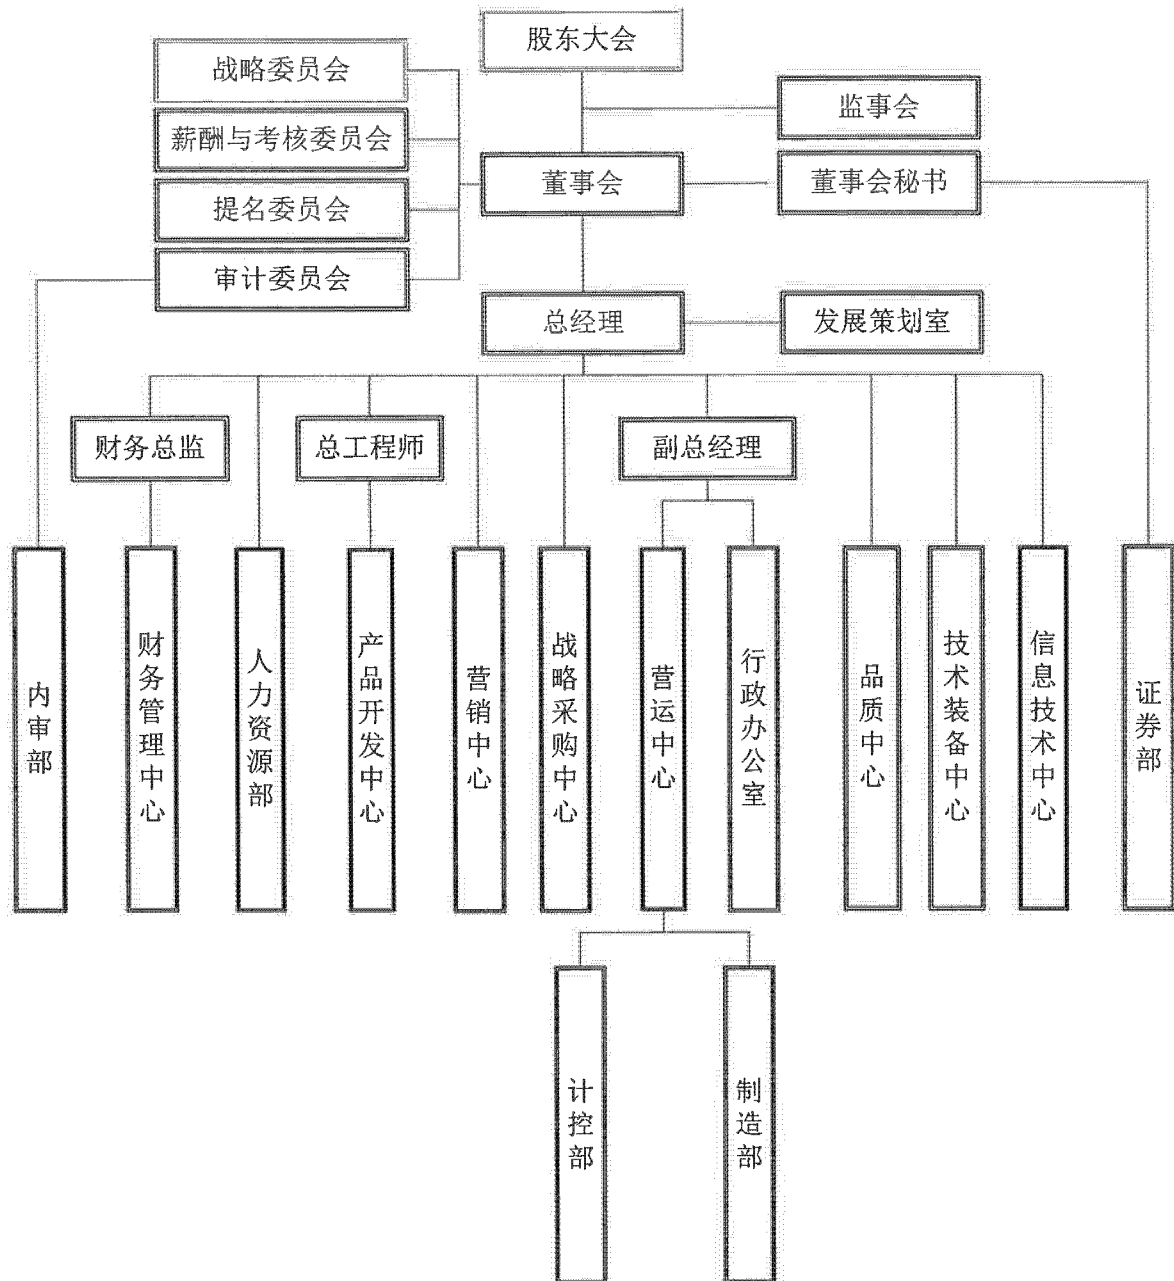 股东大会
战略委员会
监事会
薪酬与考核委员会
董事会
董事会秘书
提名委员会
审计委员会
总经理
发展策划室
财务总监
总工程师
副总经理
内审部
财务管理中心
人力资源部
产品开发中心
营销中心
战略采购中心
营运中心
行政办公室
品质中心
技术装备中心
信息技术中心
证券部
计控部
制造部